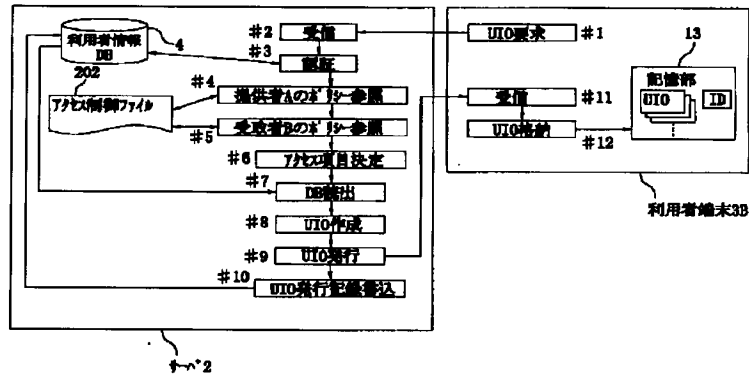 利用者情報
DB
4
202
アクセス制御ファイル
#2
受信
#3
認証
#4
提供者Aのポリシー参照
#5
受取者Bのポリシー参照
#6
アクセス項目決定
#7
DB抽出
#8
UIO作成
#9
UIO発行
#10
UIO発行記録書込
サーバ2
UIO要求
#1
13
記憶部
UIO
ID
受信
#11
UIO格納
#12
利用者端末3B